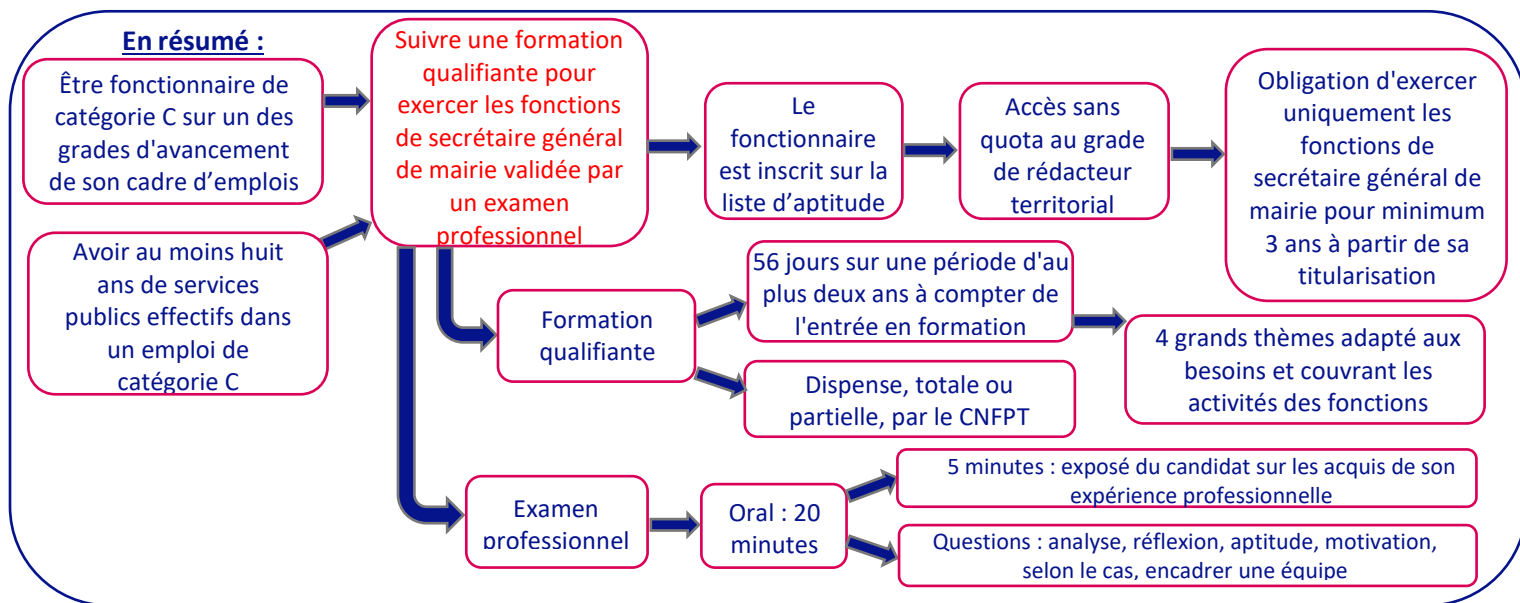 En résumé :
Être fonctionnaire de
catégorie C sur un des
grades d'avancement
de son cadre d'emplois
Avoir au moins huit
ans de services
publics effectifs dans
un emploi de
catégorie C
Suivre une formation
qualifiante pour
exercer les fonctions
de secrétaire général
de mairie validée par
un examen
professionnel
Le
fonctionnaire
est inscrit sur la
liste d'aptitude
Accès sans
quota au grade
de rédacteur
territorial
Obligation d'exercer
uniquement les
fonctions de
secrétaire général de
mairie pour minimum
3 ans à partir de sa
titularisation
Formation
qualifiante
56 jours sur une période d'au
plus deux ans à compter de
l'entrée en formation
4 grands thèmes adapté aux
besoins et couvrant les
activités des fonctions
Dispense, totale ou
partielle, par le CNFPT
Examen
professionnel
Oral : 20
minutes
5 minutes : exposé du candidat sur les acquis de son
expérience professionnelle
Questions : analyse, réflexion, aptitude, motivation,
selon le cas, encadrer une équipe